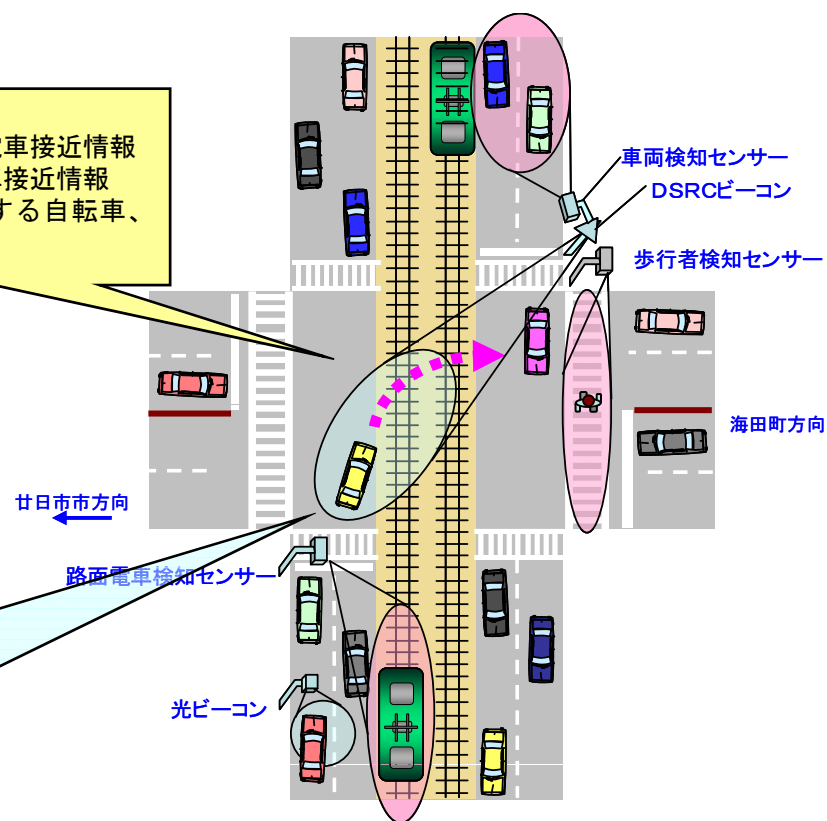 車接近情報
接近情報
する自転車、
車両検知センサー
DSRCビーコン
歩行者検知センサー
海田町方向
廿日市市方向
路面電車検知センサー
光ビーコン